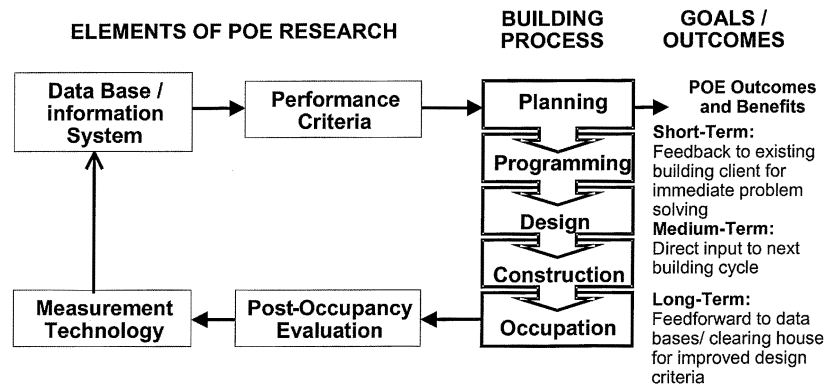 ELEMENTS OF POE RESEARCH
BUILDING
PROCESS
GOALS /
OUTCOMES
Data Base /
information
System
Performance
Criteria
Planning
Programming
Design
Construction
Occupation
Post-Occupancy
Evaluation
Measurement
Technology
POE Outcomes
and Benefits
Short-Term:
Feedback to existing
building client for
immediate problem
solving
Medium-Term:
Direct input to next
building cycle
Long-Term:
Feedforward to data
bases/ clearing house
for improved design
criteria